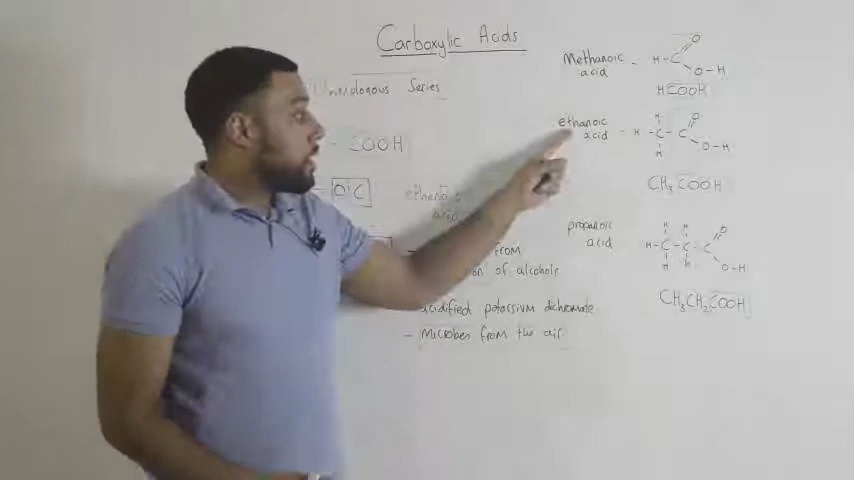 Carboxylic Acids
Homologous Series
- COOH
- oic
ethanoic
acid
from
of alcohols
acidified potassium dichromate
- microbes from the air
Methanoic
acid -
H-C
O
O-H
HCOOH
ethanoic
acid -
H
H-C-C
O
O-H
H
CH3COOH
propanoic
acid
H H
H-C-C-C
O
O-H
H H
CH3CH2COOH